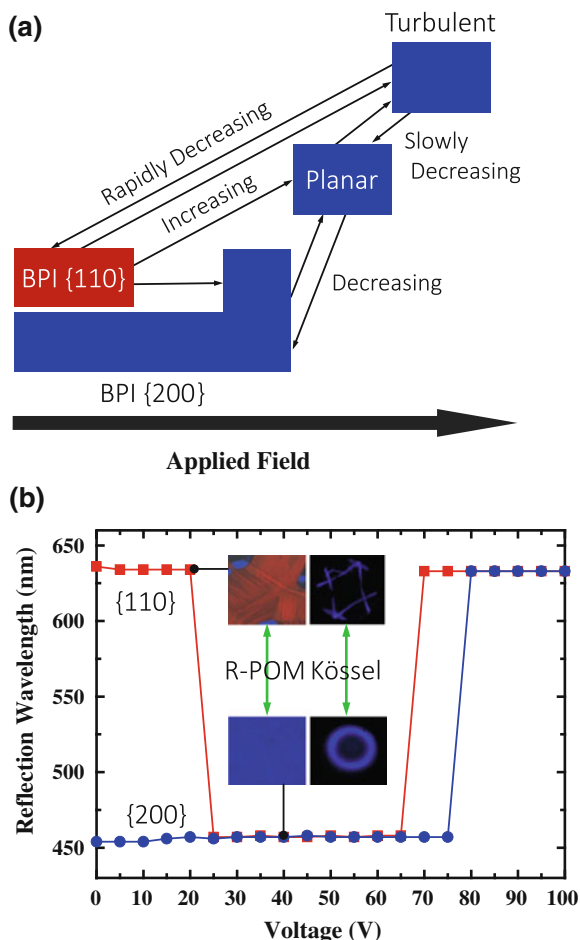 (a)
Turbulent
Rapidly Decreasing
Slowly
Decreasing
Increasing
Planar
BPI {110}
Decreasing
BPI {200}
Applied Field
(b)
Reflection Wavelength (nm)
650
600
550
500
450
{110}
R-POM Kössel
{200}
0 10 20 30 40 50 60 70 80 90 100
Voltage (V)